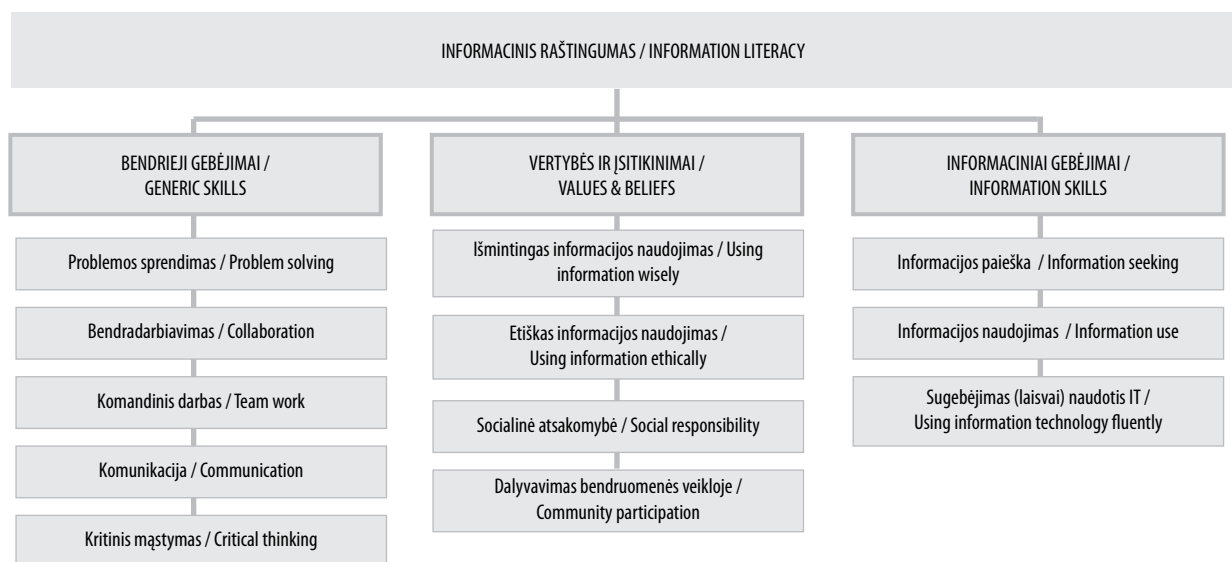 INFORMACINIS RAŠTINGUMAS / INFORMATION LITERACY
BENDRIEJI GEBĖJIMAI /
GENERIC SKILLS
Problemos sprendimas / Problem solving
Bendradarbiavimas / Collaboration
Komandinis darbas / Team work
Komunikacija / Communication
Kritinis mąstymas / Critical thinking
VERTYBĖS IR ĮSITIKINIMAI /
VALUES & BELIEFS
Išmintingas informacijos naudojimas / Using
information wisely
Etiškas informacijos naudojimas /
Using information ethically
Socialinė atsakomybė / Social responsibility
Dalyvavimas bendruomenės veikloje /
Community participation
INFORMACINIAI GEBĖJIMAI /
INFORMATION SKILLS
Informacijos paieška / Information seeking
Informacijos naudojimas / Information use
Sugebėjimas (laisvai) naudotis IT /
Using information technology fluently